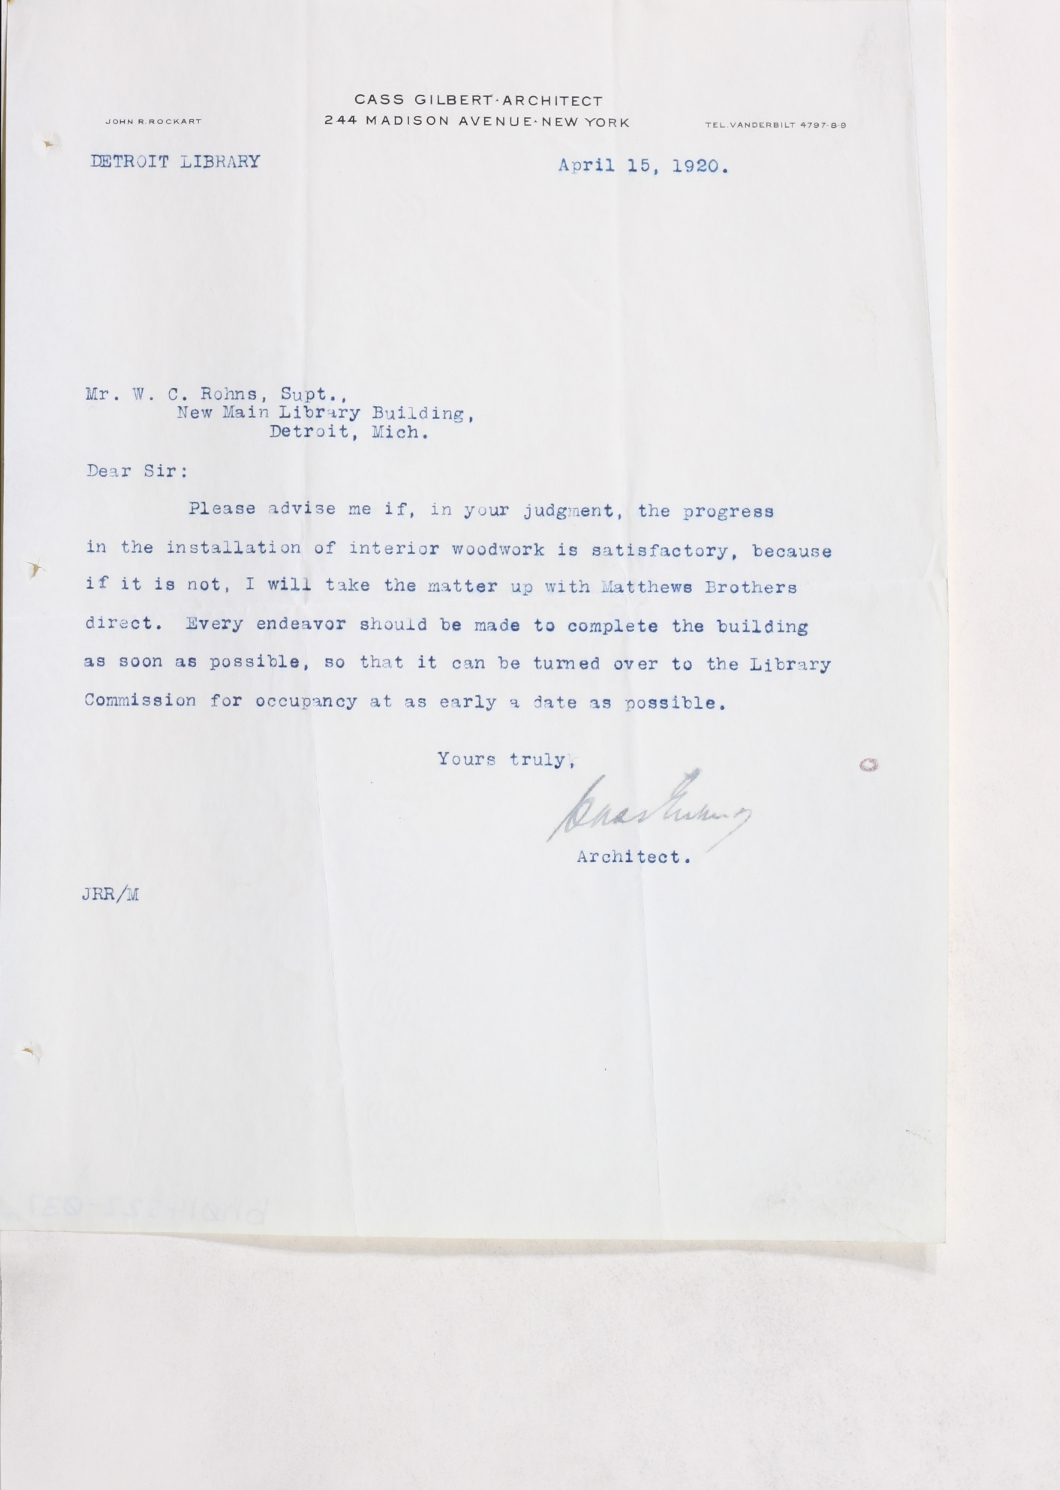 CASS GILBERT·ARCHITECT
JOHN R. ROCKART
244 MADISON AVENUE·NEW YORK
TEL. VANDERBILT 4797-8-9
DETROIT LIBRARY
April 15, 1920.
Mr. W. C. Rohns, Supt.,
New Main Library Building,
Detroit, Mich.
Dear Sir:
Please advise me if, in your judgment, the progress
in the installation of interior woodwork is satisfactory, because
if it is not, I will take the matter up with Matthews Brothers
direct. Every endeavor should be made to complete the building
as soon as possible, so that it can be turned over to the Library
Commission for occupancy at as early a date as possible.
Yours truly,
Cass Gilbert
Architect.
JRR/M